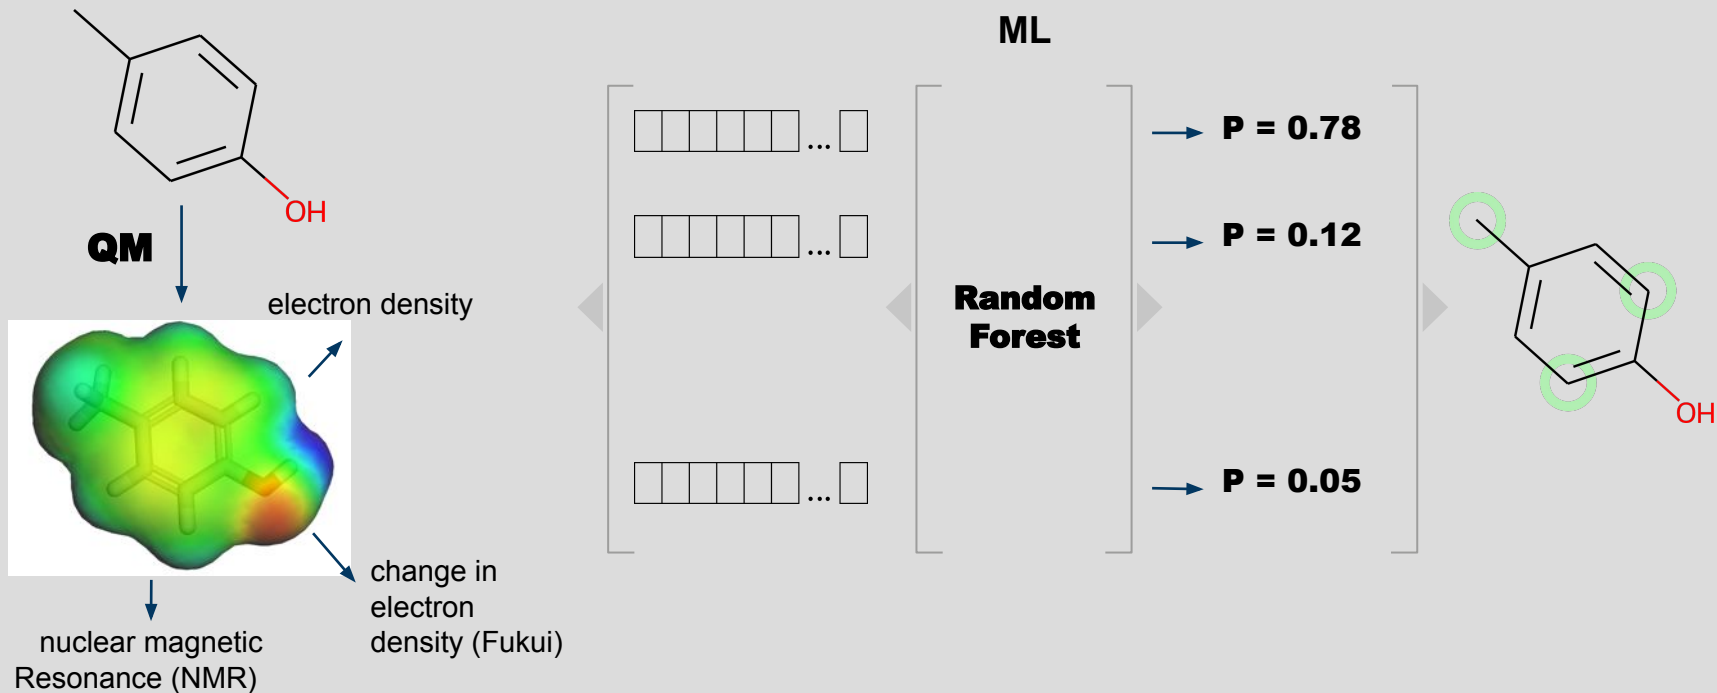 ML
OH
QM
electron density
change in
electron
density (Fukui)
nuclear magnetic
Resonance (NMR)
...
...
...
Random
Forest
P = 0.78
P = 0.12
P = 0.05
OH